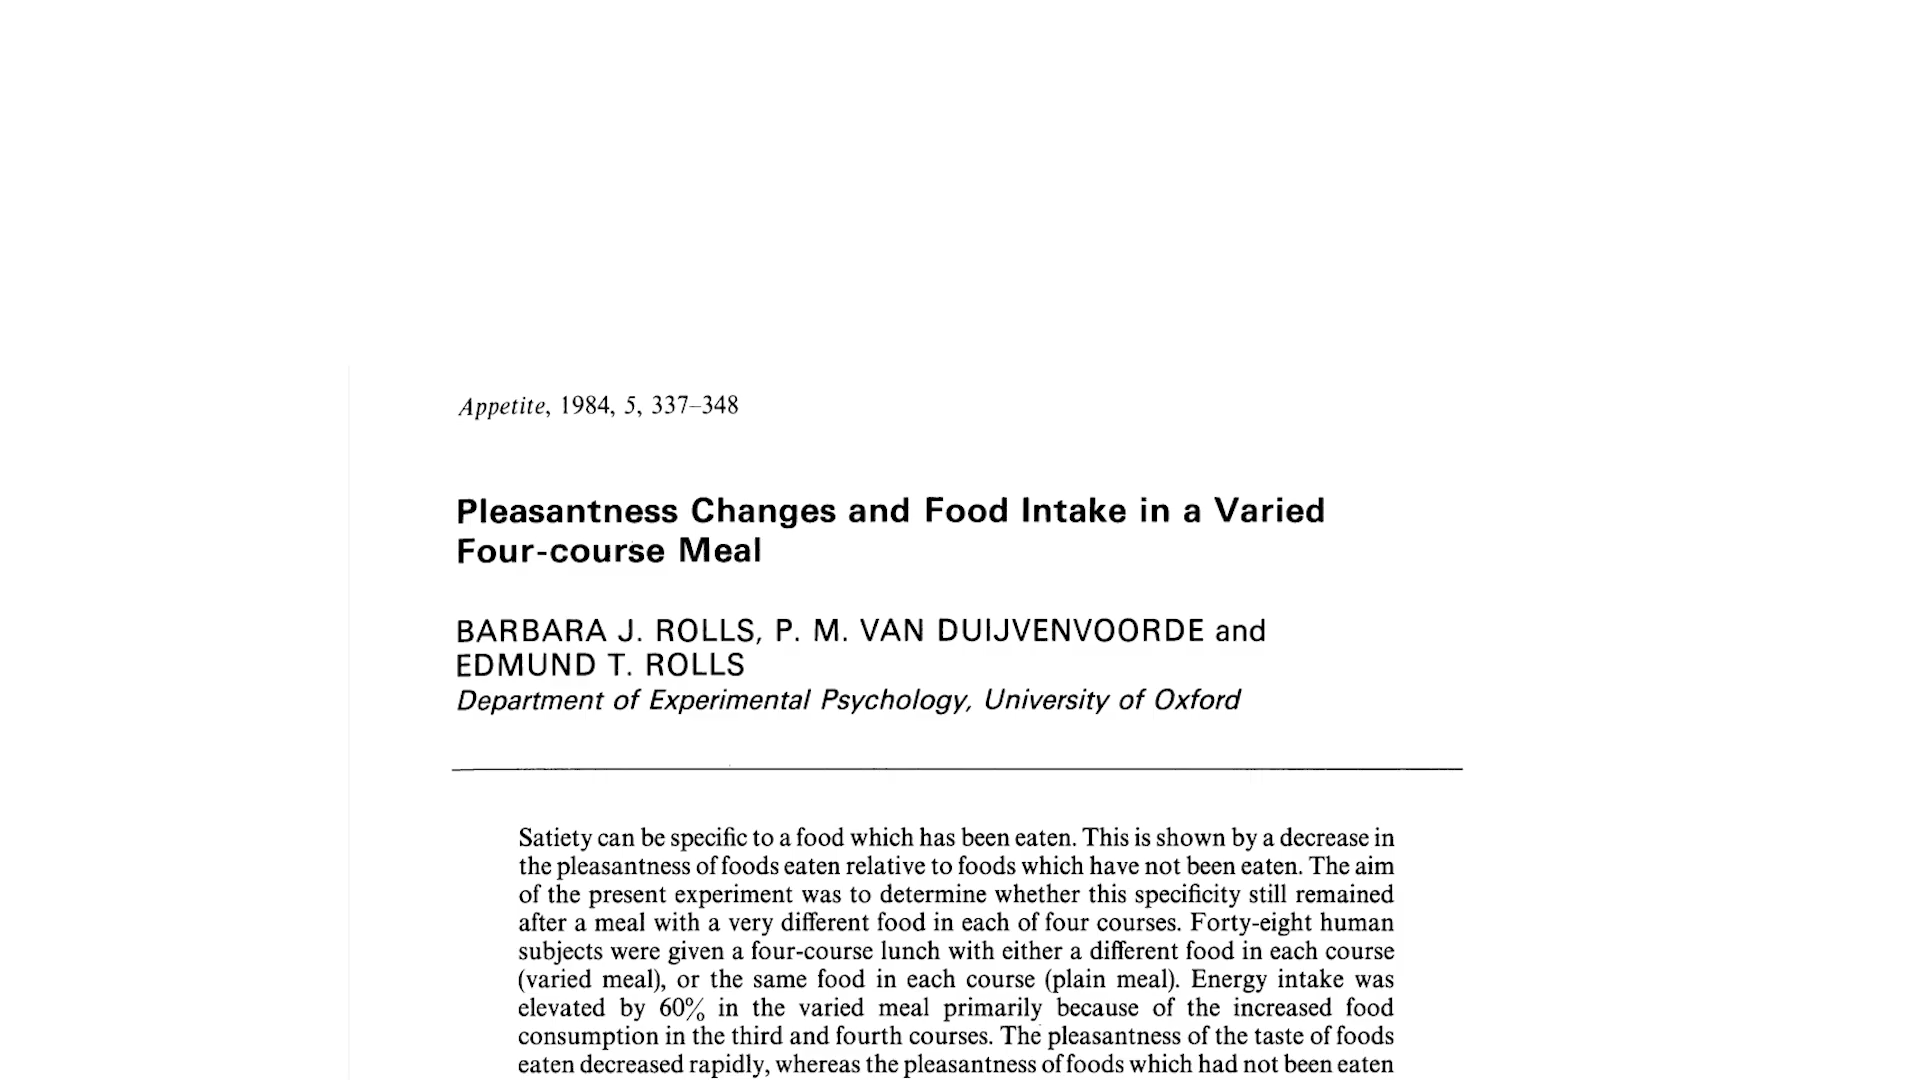 Appetite, 1984, 5, 337–348
Pleasantness Changes and Food Intake in a Varied
Four-course Meal
BARBARA J. ROLLS, P. M. VAN DUIJVENVOORDE and
EDMUND T. ROLLS
Department of Experimental Psychology, University of Oxford
Satiety can be specific to a food which has been eaten. This is shown by a decrease in
the pleasantness of foods eaten relative to foods which have not been eaten. The aim
of the present experiment was to determine whether this specificity still remained
after a meal with a very different food in each of four courses. Forty-eight human
subjects were given a four-course lunch with either a different food in each course
(varied meal), or the same food in each course (plain meal). Energy intake was
elevated by 60% in the varied meal primarily because of the increased food
consumption in the third and fourth courses. The pleasantness of the taste of foods
eaten decreased rapidly, whereas the pleasantness of foods which had not been eaten